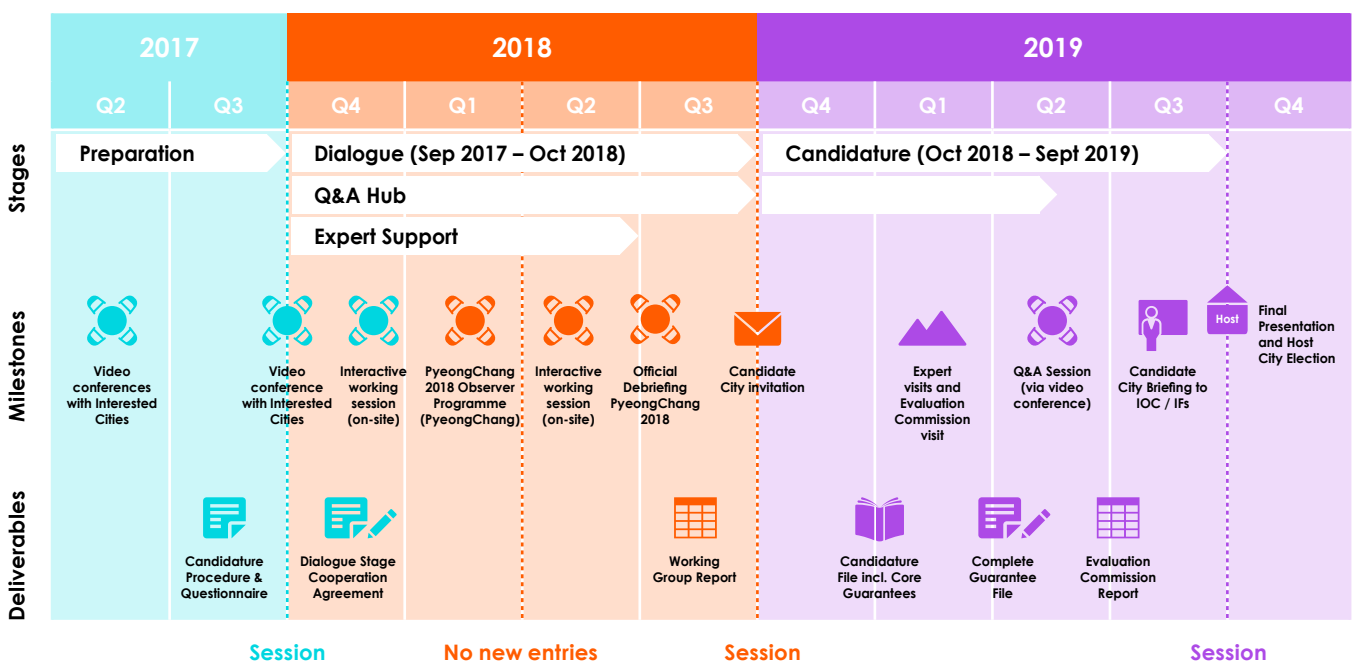 2017
2018
2019
Q2
Q3
Q4
Q1
Q2
Q3
Q4
Q1
Q2
Q3
Q4
Stages
Preparation
Dialogue (Sep 2017 – Oct 2018)
Candidature (Oct 2018 – Sept 2019)
Q&A Hub
Expert Support
Milestones
Video
conferences
with Interested
Cities
Video
conference
with Interested
Cities
Interactive
working
session
(on-site)
PyeongChang
2018 Observer
Programme
(PyeongChang)
Interactive
working
session
(on-site)
Official
Debriefing
PyeongChang
2018
Candidate
City invitation
Expert
visits and
Evaluation
Commission
visit
Q&A Session
(via video
conference)
Candidate
City Briefing to
IOC / IFs
Host
Final
Presentation
and Host
City Election
Deliverables
Candidature
Procedure &
Questionnaire
Dialogue Stage
Cooperation
Agreement
Working
Group Report
Candidature
File incl. Core
Guarantees
Complete
Guarantee
File
Evaluation
Commission
Report
Session
No new entries
Session
Session